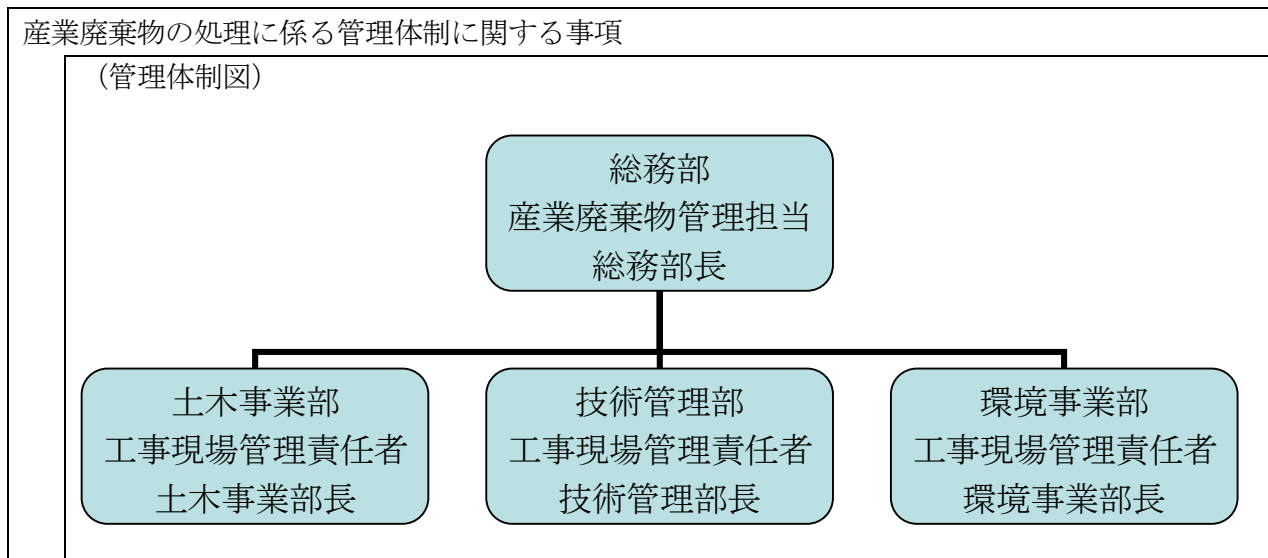 産業廃棄物の処理に係る管理体制に関する事項
（管理体制図）
総務部
産業廃棄物管理担当
総務部長
土木事業部
工事現場管理責任者
土木事業部長
技術管理部
工事現場管理責任者
技術管理部長
環境事業部
工事現場管理責任者
環境事業部長